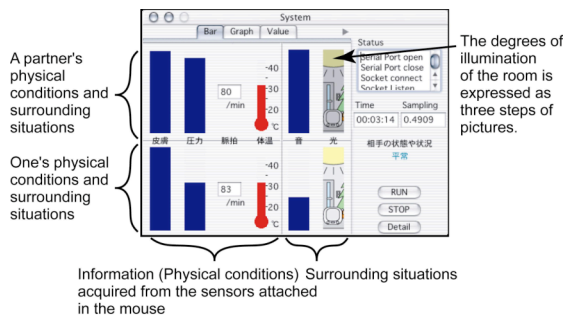 System
Bar Graph Value
Status
Serial Port open
Serial Port close
Socket connect
Socket Listen
Time Sampling
00:03:14 0.4909
相手の状態や状況
平常
RUN
STOP
Detail
80
/min
-40
-30
-20
℃
皮膚 圧力 脈拍 体温 音 光
83
/min
-40
-30
-20
℃
A partner's
physical
conditions and
surrounding
situations
One's physical
conditions and
surrounding
situations
The degrees of
illumination
of the room is
expressed as
three steps of
pictures.
Information (Physical conditions)
acquired from the sensors attached
in the mouse
Surrounding situations